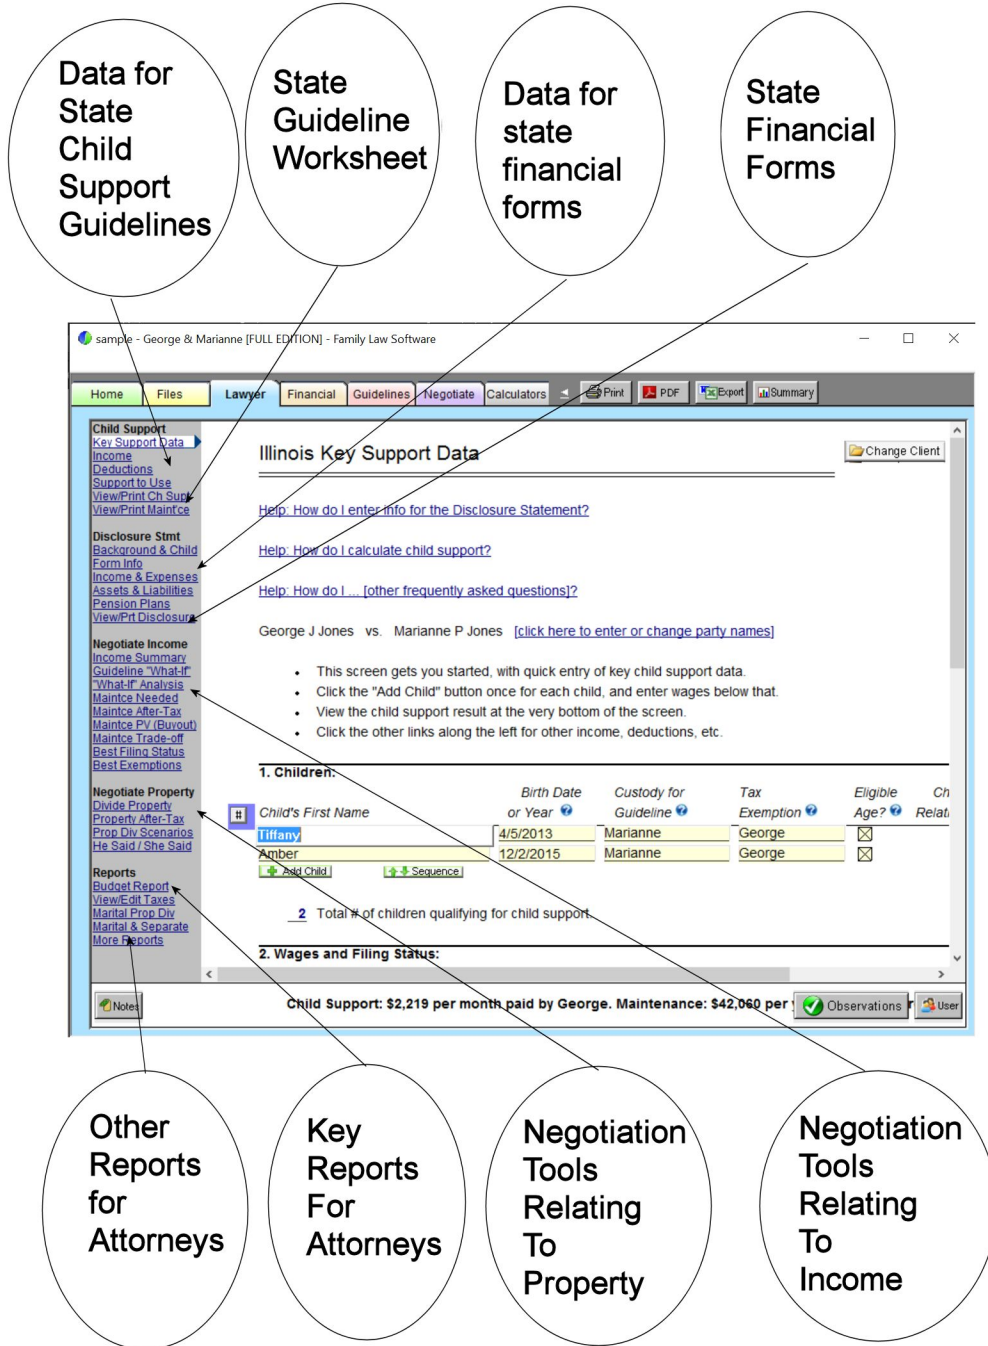 Data for
State
Child
Support
Guidelines
State
Guideline
Worksheet
Data for
state
financial
forms
State
Financial
Forms
sample - George & Marianne [FULL EDITION] - Family Law Software
Home Files Lawyer Financial Guidelines Negotiate Calculators Print PDF Export Summary
Child Support
Key Support Data
Income
Deductions
Support to Use
View/Print Ch Supt
View/Print Maint'ce
Disclosure Stmt
Background & Child
Form Info
Income & Expenses
Assets & Liabilities
Pension Plans
View/Prt Disclosure
Negotiate Income
Income Summary
Guideline "What-If"
"What-If" Analysis
Maintce Needed
Maintce After-Tax
Maintce PV (Buyout)
Maintce Trade-off
Best Filing Status
Best Exemptions
Negotiate Property
Divide Property
Property After-Tax
Prop Div Scenarios
He Said / She Said
Reports
Budget Report
View/Edit Taxes
Marital Prop Div
Marital & Separate
More Reports
Illinois Key Support Data
Change Client
Help: How do I enter info for the Disclosure Statement?
Help: How do I calculate child support?
Help: How do I ... [other frequently asked questions]?
George J Jones vs. Marianne P Jones [click here to enter or change party names]
• This screen gets you started, with quick entry of key child support data.
• Click the "Add Child" button once for each child, and enter wages below that.
• View the child support result at the very bottom of the screen.
• Click the other links along the left for other income, deductions, etc.
1. Children:
Birth Date Custody for Tax Eligible Ch
# Child's First Name or Year Guideline Exemption Age? Relati
Tiffany 4/5/2013 Marianne George
Amber 12/2/2015 Marianne George
Add Child Sequence
2 Total # of children qualifying for child support.
2. Wages and Filing Status:
Notes Child Support: $2,219 per month paid by George. Maintenance: $42,060 per Observations User
Other
Reports
for
Attorneys
Key
Reports
For
Attorneys
Negotiation
Tools
Relating
To
Property
Negotiation
Tools
Relating
To
Income